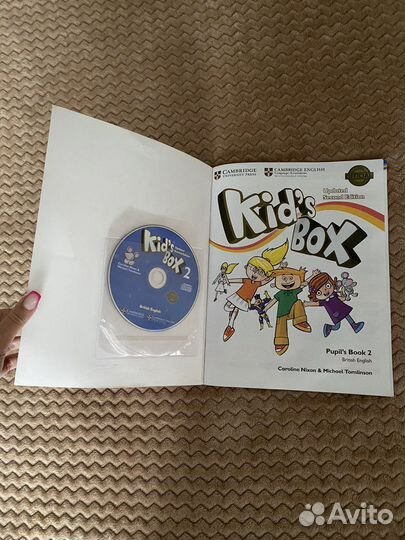 Kid's
Box 2
British English
CAMBRIDGE
UNIVERSITY PRESS
CAMBRIDGE ENGLISH
Language Assessment
Updated
Second Edition
Kid's
BOX
Pupil's Book 2
British English
Caroline Nixon & Michael Tomlinson
Avito